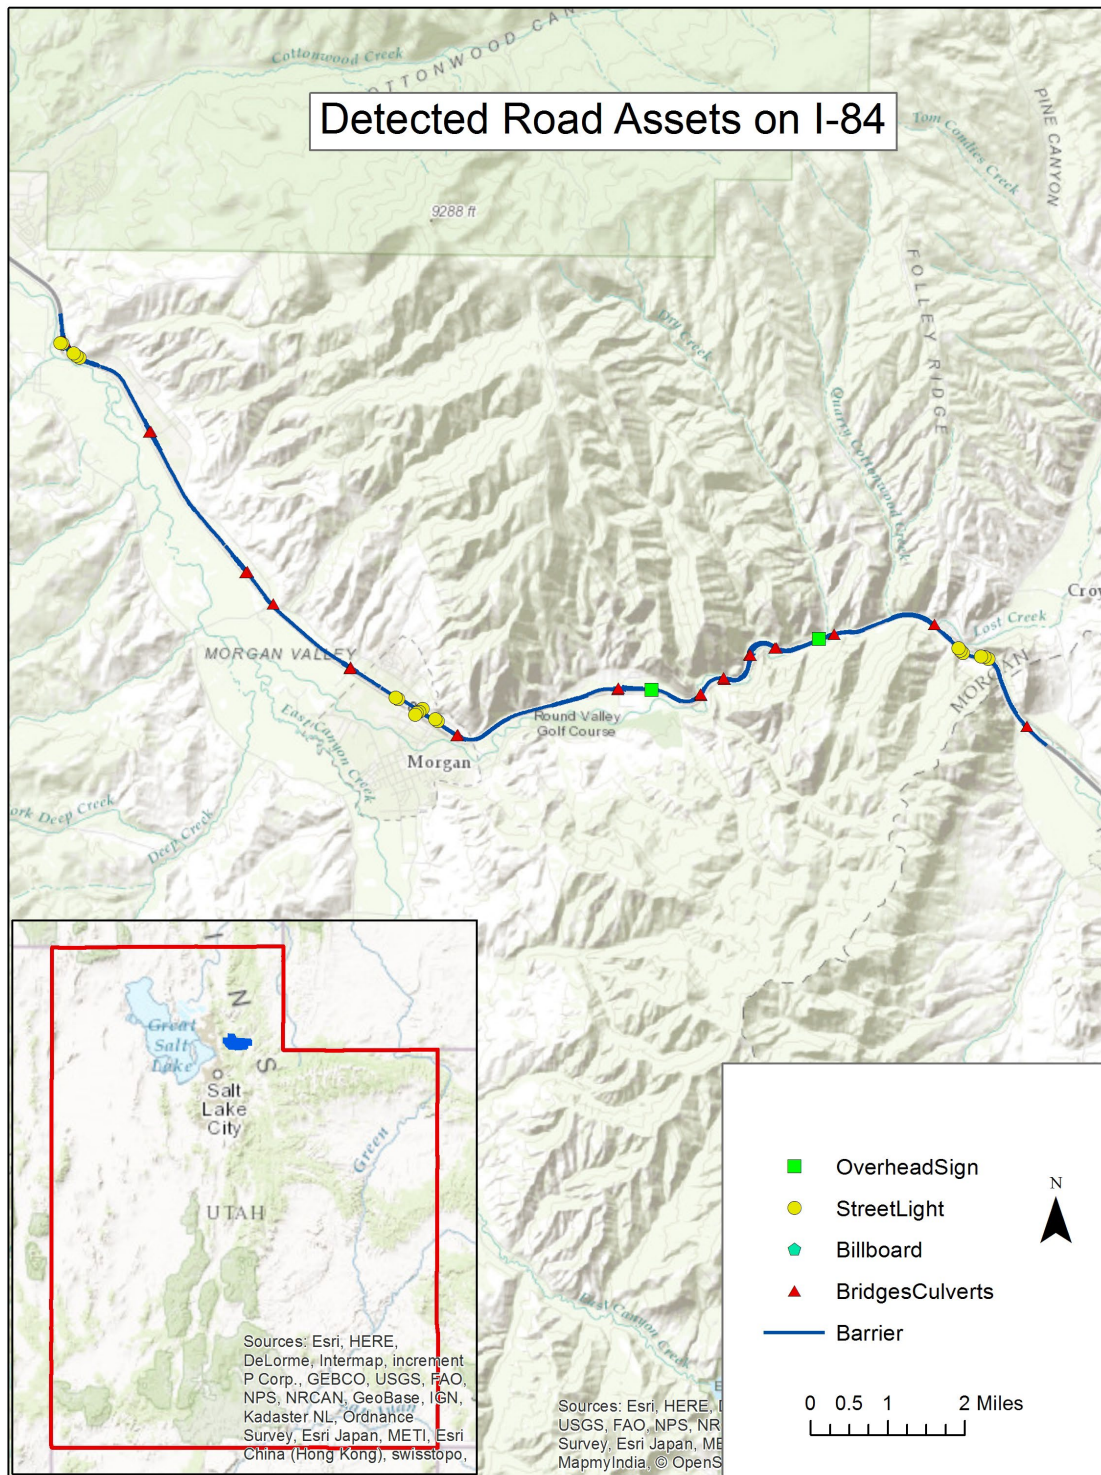 Cottonwood Creek
OTTONWOOD CAN
Detected Road Assets on I-84
Tom Condies Creek
PINE CANYON
9288 ft
FOLLEY RIDGE
Dry Creek
Quarry Cottonwood Creek
Croy
Lost Creek
MORGAN VALLEY
MORGAN
East Canyon Creek
Round Valley
Golf Course
Morgan
ork Deep Creek
Deep Creek
I
N
S
Great
Salt
Lake
Salt
Lake
City
Green
UTAH
San Juan
Sources: Esri, HERE,
DeLorme, Intermap, increment
P Corp., GEBCO, USGS, FAO,
NPS, NRCAN, GeoBase, IGN,
Kadaster NL, Ordnance
Survey, Esri Japan, METI, Esri
China (Hong Kong), swisstopo,
East Canyon Creek
E
Sources: Esri, HERE, D
USGS, FAO, NPS, NR
Survey, Esri Japan, ME
MapmyIndia, © OpenS
OverheadSign
StreetLight
Billboard
BridgesCulverts
Barrier
N
0 0.5 1 2 Miles